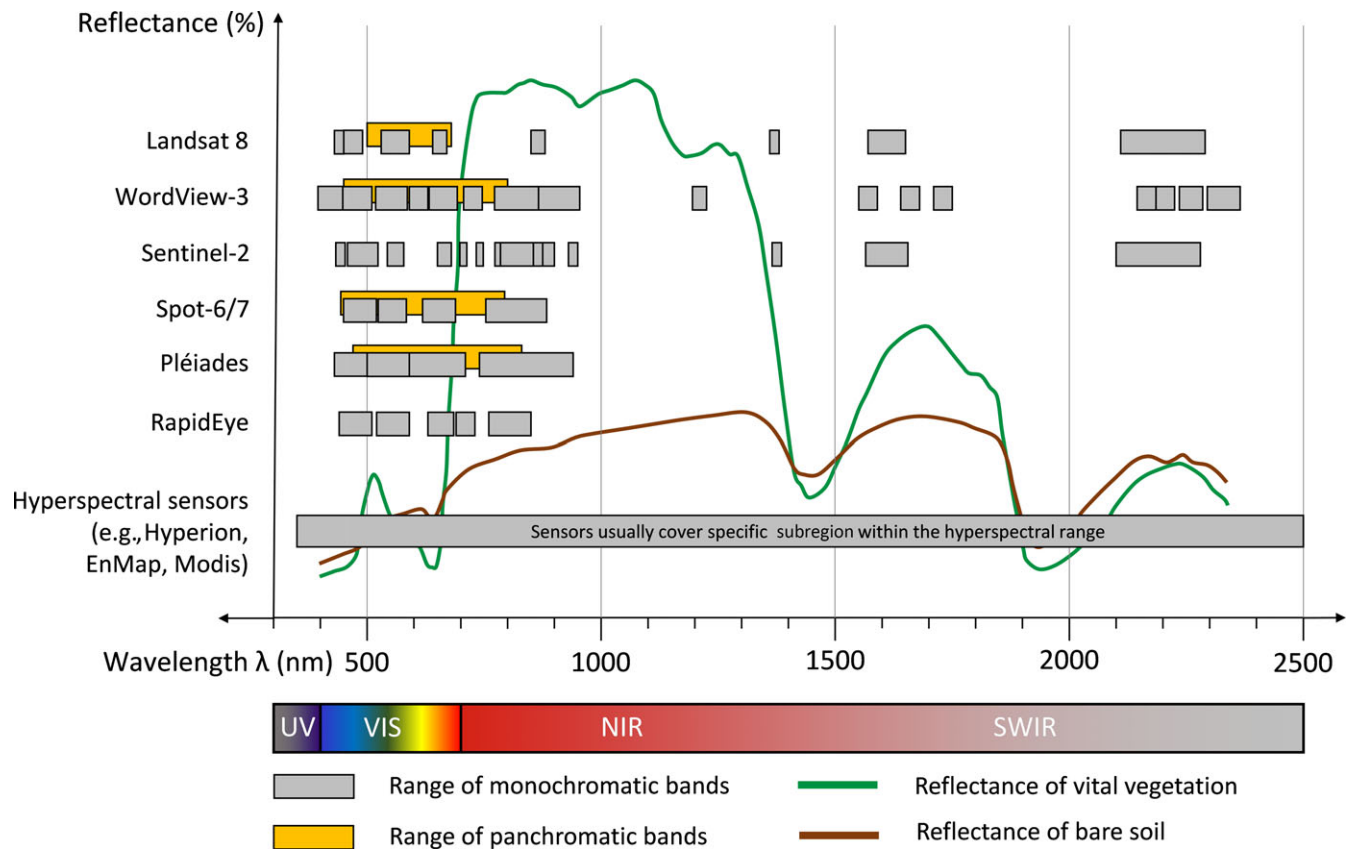 Reflectance (%)
Landsat 8
WordView-3
Sentinel-2
Spot-6/7
Pléiades
RapidEye
Hyperspectral sensors
(e.g., Hyperion,
EnMap, Modis)
Sensors usually cover specific subregion within the hyperspectral range
Wavelength λ (nm) 500 1000 1500 2000 2500
UV VIS NIR SWIR
Range of monochromatic bands Reflectance of vital vegetation
Range of panchromatic bands Reflectance of bare soil